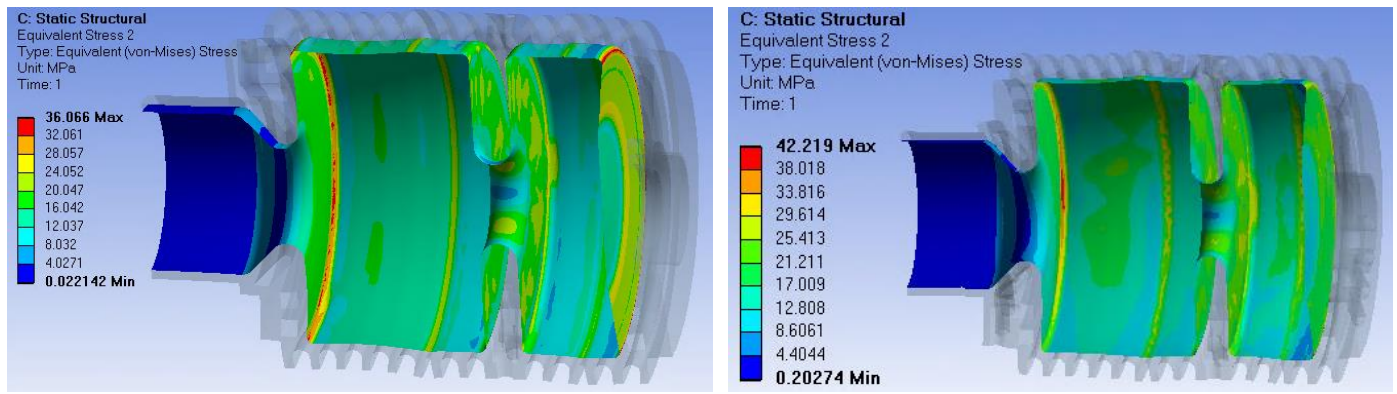 C: Static Structural
Equivalent Stress 2
Type: Equivalent (von-Mises) Stress
Unit: MPa
Time: 1
36.066 Max
32.061
28.057
24.052
20.047
16.042
12.037
8.032
4.0271
0.022142 Min
C: Static Structural
Equivalent Stress 2
Type: Equivalent (von-Mises) Stress
Unit: MPa
Time: 1
42.219 Max
38.018
33.816
29.614
25.413
21.211
17.009
12.808
8.6061
4.4044
0.20274 Min